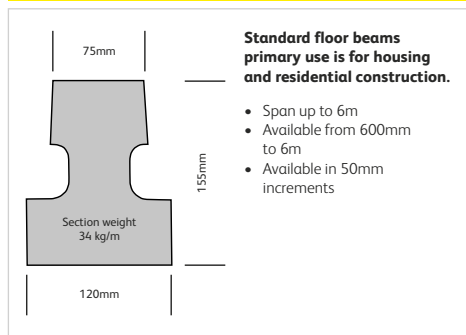 75mm
155mm
Section weight
34 kg/m
120mm
Standard floor beams
primary use is for housing
and residential construction.
• Span up to 6m
• Available from 600mm
to 6m
• Available in 50mm
increments